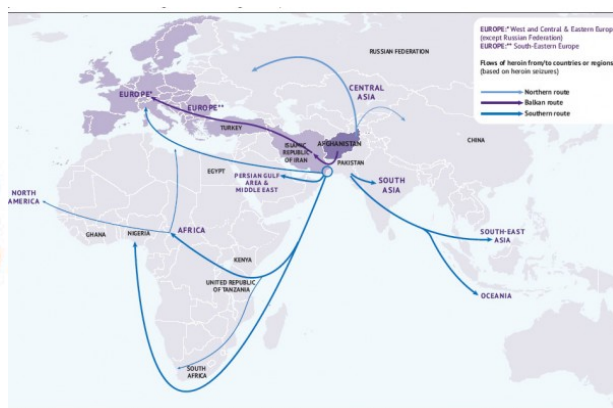 EUROPE:* West and Central & Eastern Europ
(except Russian Federation)
EUROPE:** South-Eastern Europe
Flows of heroin from/to countries or regions
(based on heroin seizures)
Northern route
Balkan route
Southern route
RUSSIAN FEDERATION
EUROPE*
CENTRAL
ASIA
EUROPE**
TURKEY
CHINA
ISLAMIC
REPUBLIC
OF IRAN
AFGHANISTAN
PAKISTAN
EGYPT
PERSIAN GULF
AREA &
MIDDLE EAST
SOUTH
ASIA
NORTH
AMERICA
GHANA
NIGERIA
AFRICA
SOUTH-EAST
ASIA
KENYA
UNITED REPUBLIC
OF TANZANIA
OCEANIA
SOUTH
AFRICA